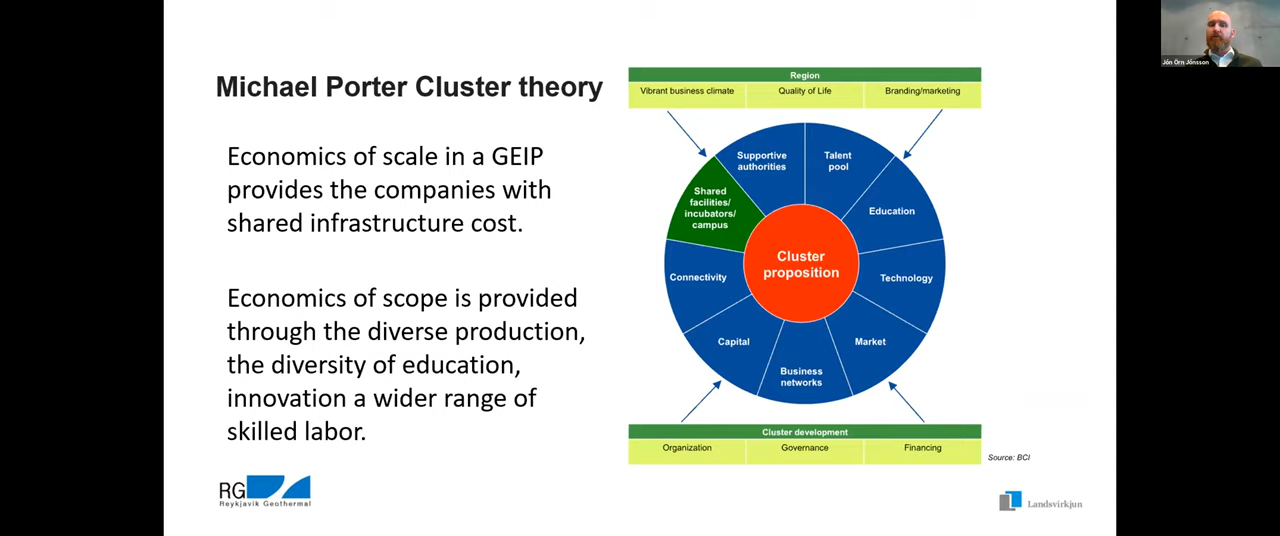 Michael Porter Cluster theory
Economics of scale in a GEIP
provides the companies with
shared infrastructure cost.
Economics of scope is provided
through the diverse production,
the diversity of education,
innovation a wider range of
skilled labor.
RG
Reykjavik Geothermal
Region
Vibrant business climate
Quality of Life
Branding/marketing
Supportive
authorities
Talent
pool
Shared
facilities/
incubators/
campus
Education
Cluster
proposition
Connectivity
Technology
Capital
Market
Business
networks
Cluster development
Organization
Governance
Financing
Source: BCI
Landsvirkjun
Jón Örn Jónsson